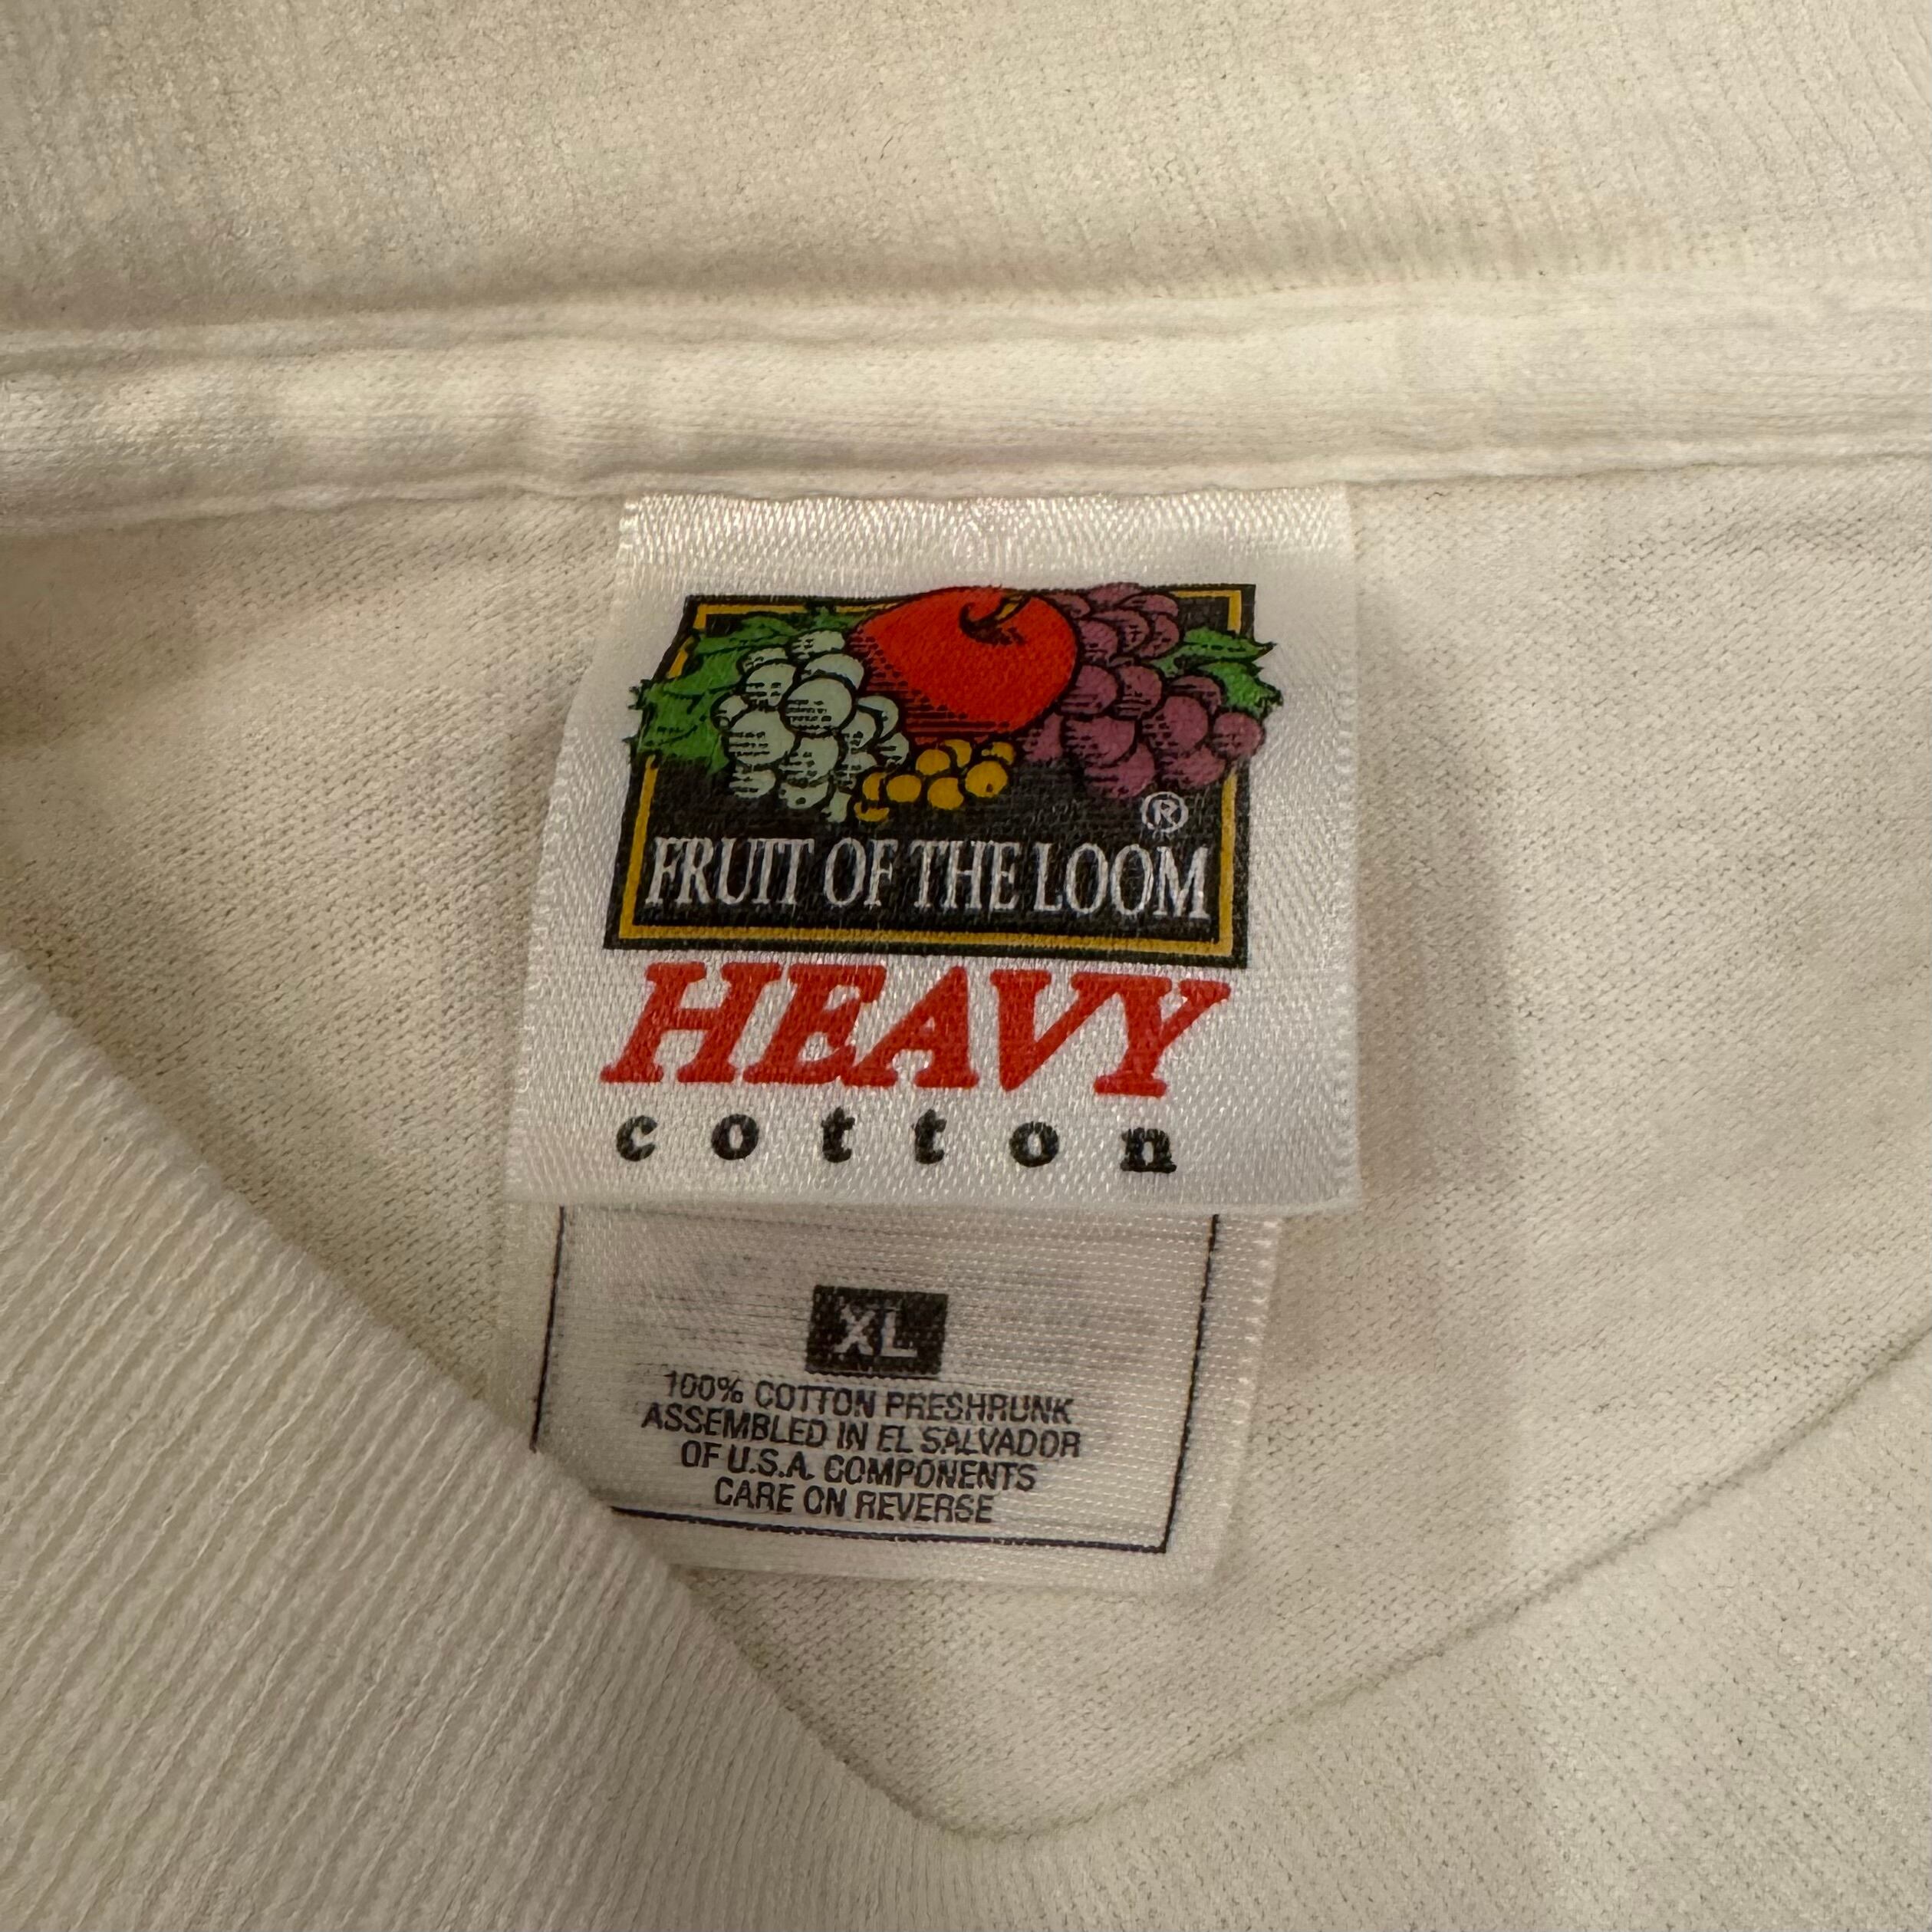 ®
FRUIT OF THE LOOM
HEAVY
cotton
XL
100% COTTON PRESHRUNK
ASSEMBLED IN EL SALVADOR
OF U.S.A. COMPONENTS
CARE ON REVERSE